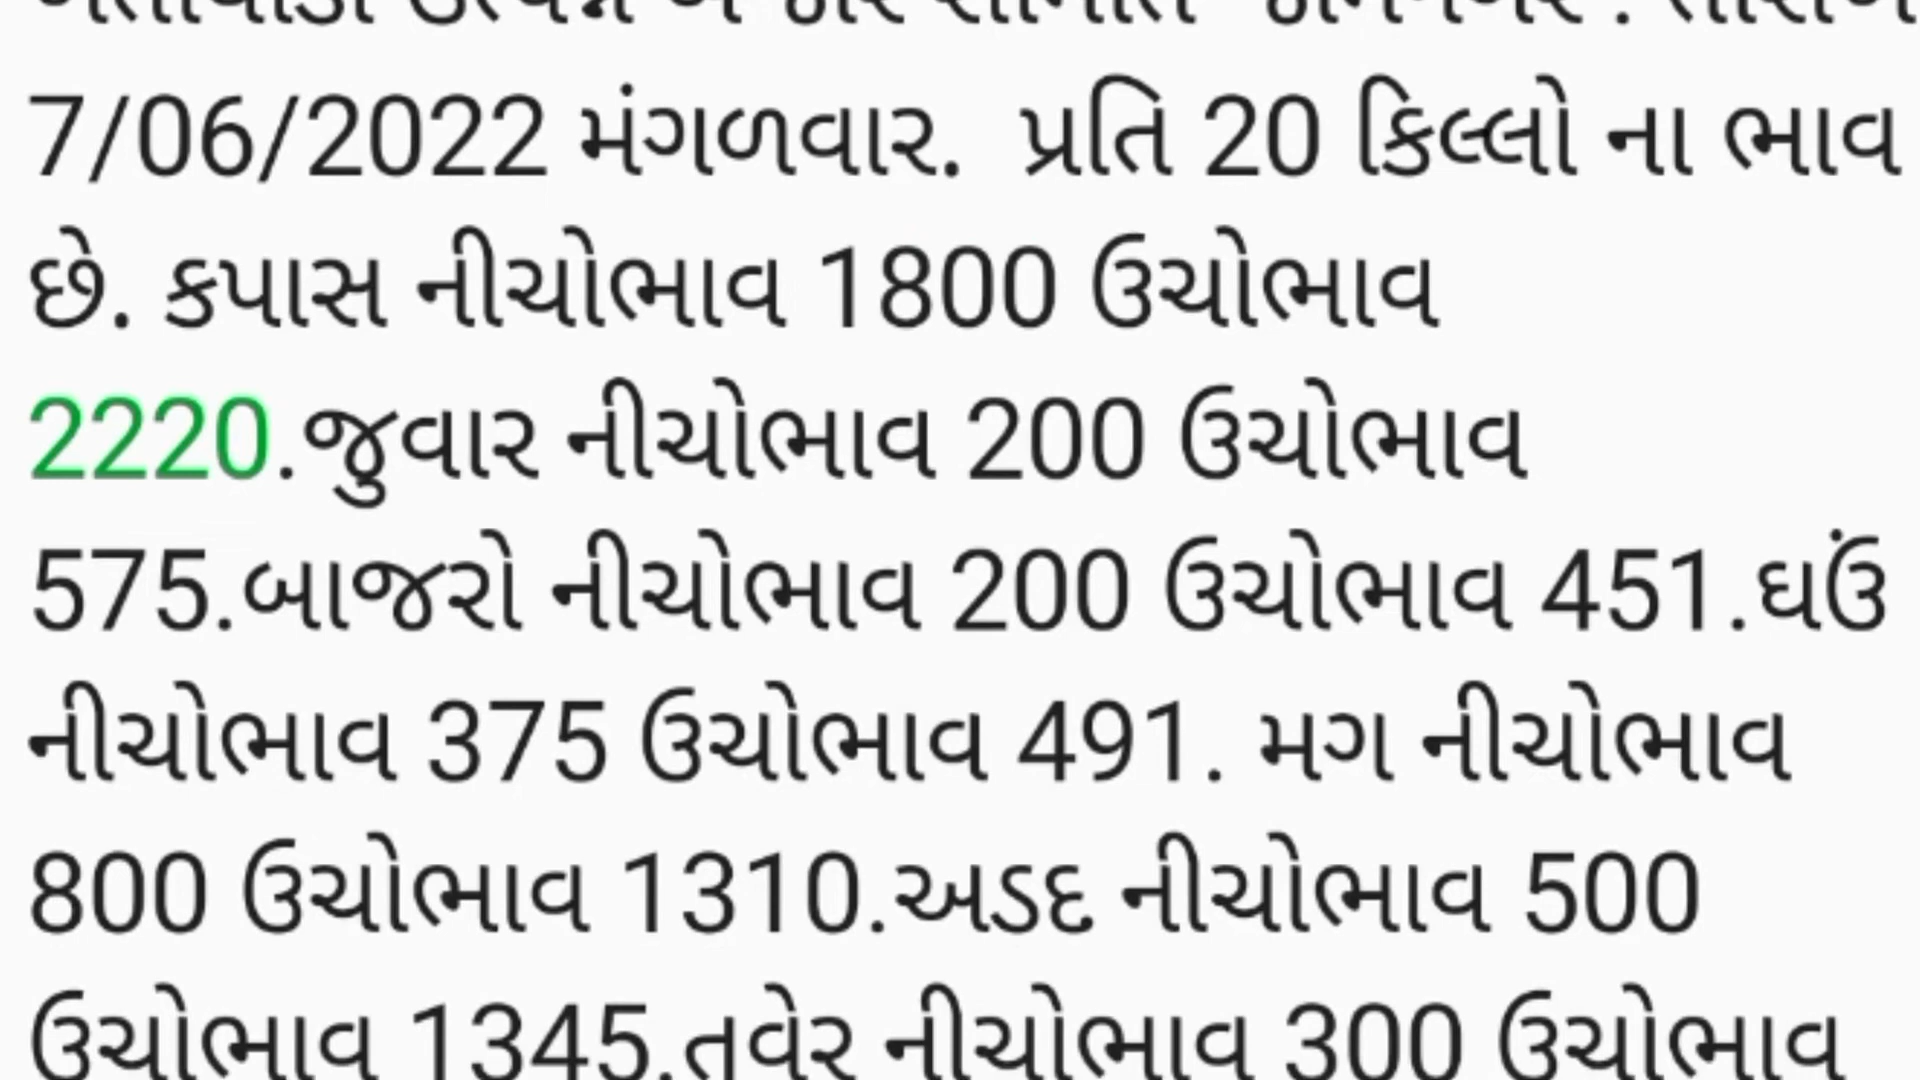 7/06/2022 મંગળવાર. પ્રતિ 20 કિલ્લો ના ભાવ
છે. કપાસ નીચોભાવ 1800 ઉચોભાવ
2220.જુવાર નીચોભાવ 200 ઉચોભાવ
575.બાજરો નીચોભાવ 200 ઉચોભાવ 451.ઘઉં
નીચોભાવ 375 ઉચોભાવ 491. મગ નીચોભાવ
800 ઉચોભાવ 1310.અડદ નીચોભાવ 500
ઉચોભાવ 1345.તવેર નીચોભાવ 300 ઉચોભાવ